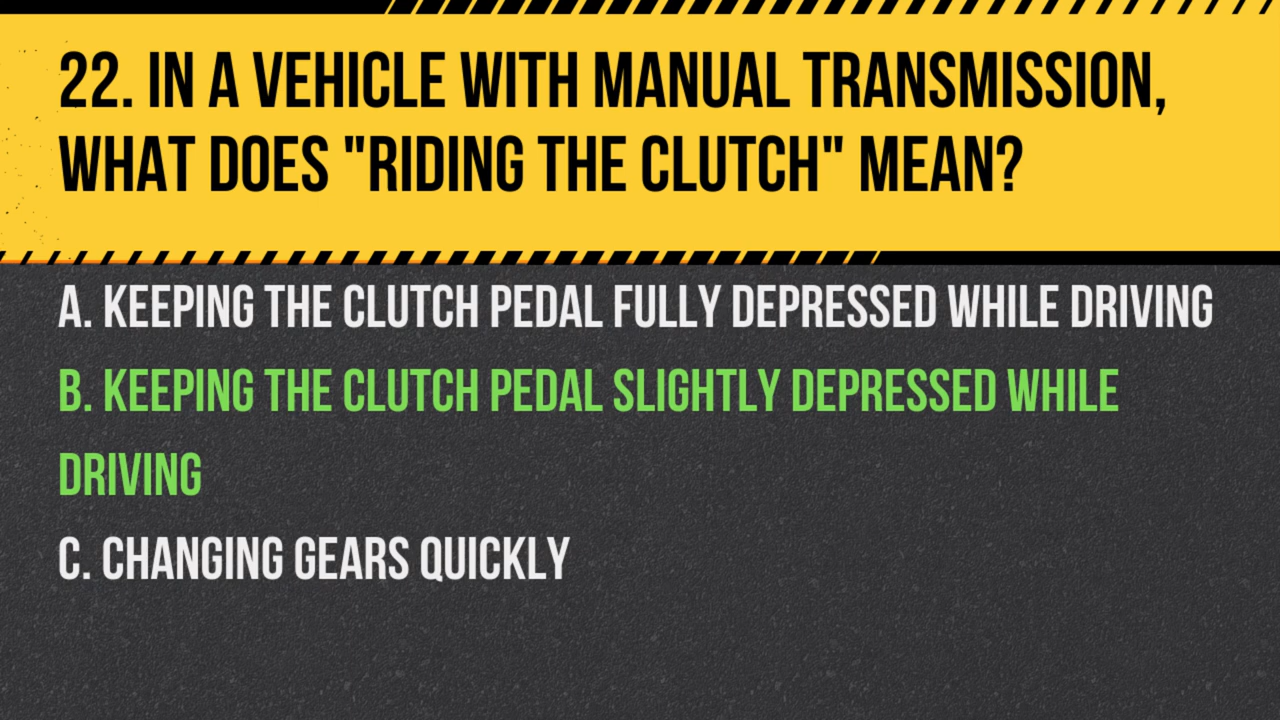 22. IN A VEHICLE WITH MANUAL TRANSMISSION,
WHAT DOES "RIDING THE CLUTCH" MEAN?
A. KEEPING THE CLUTCH PEDAL FULLY DEPRESSED WHILE DRIVING
B. KEEPING THE CLUTCH PEDAL SLIGHTLY DEPRESSED WHILE
DRIVING
C. CHANGING GEARS QUICKLY